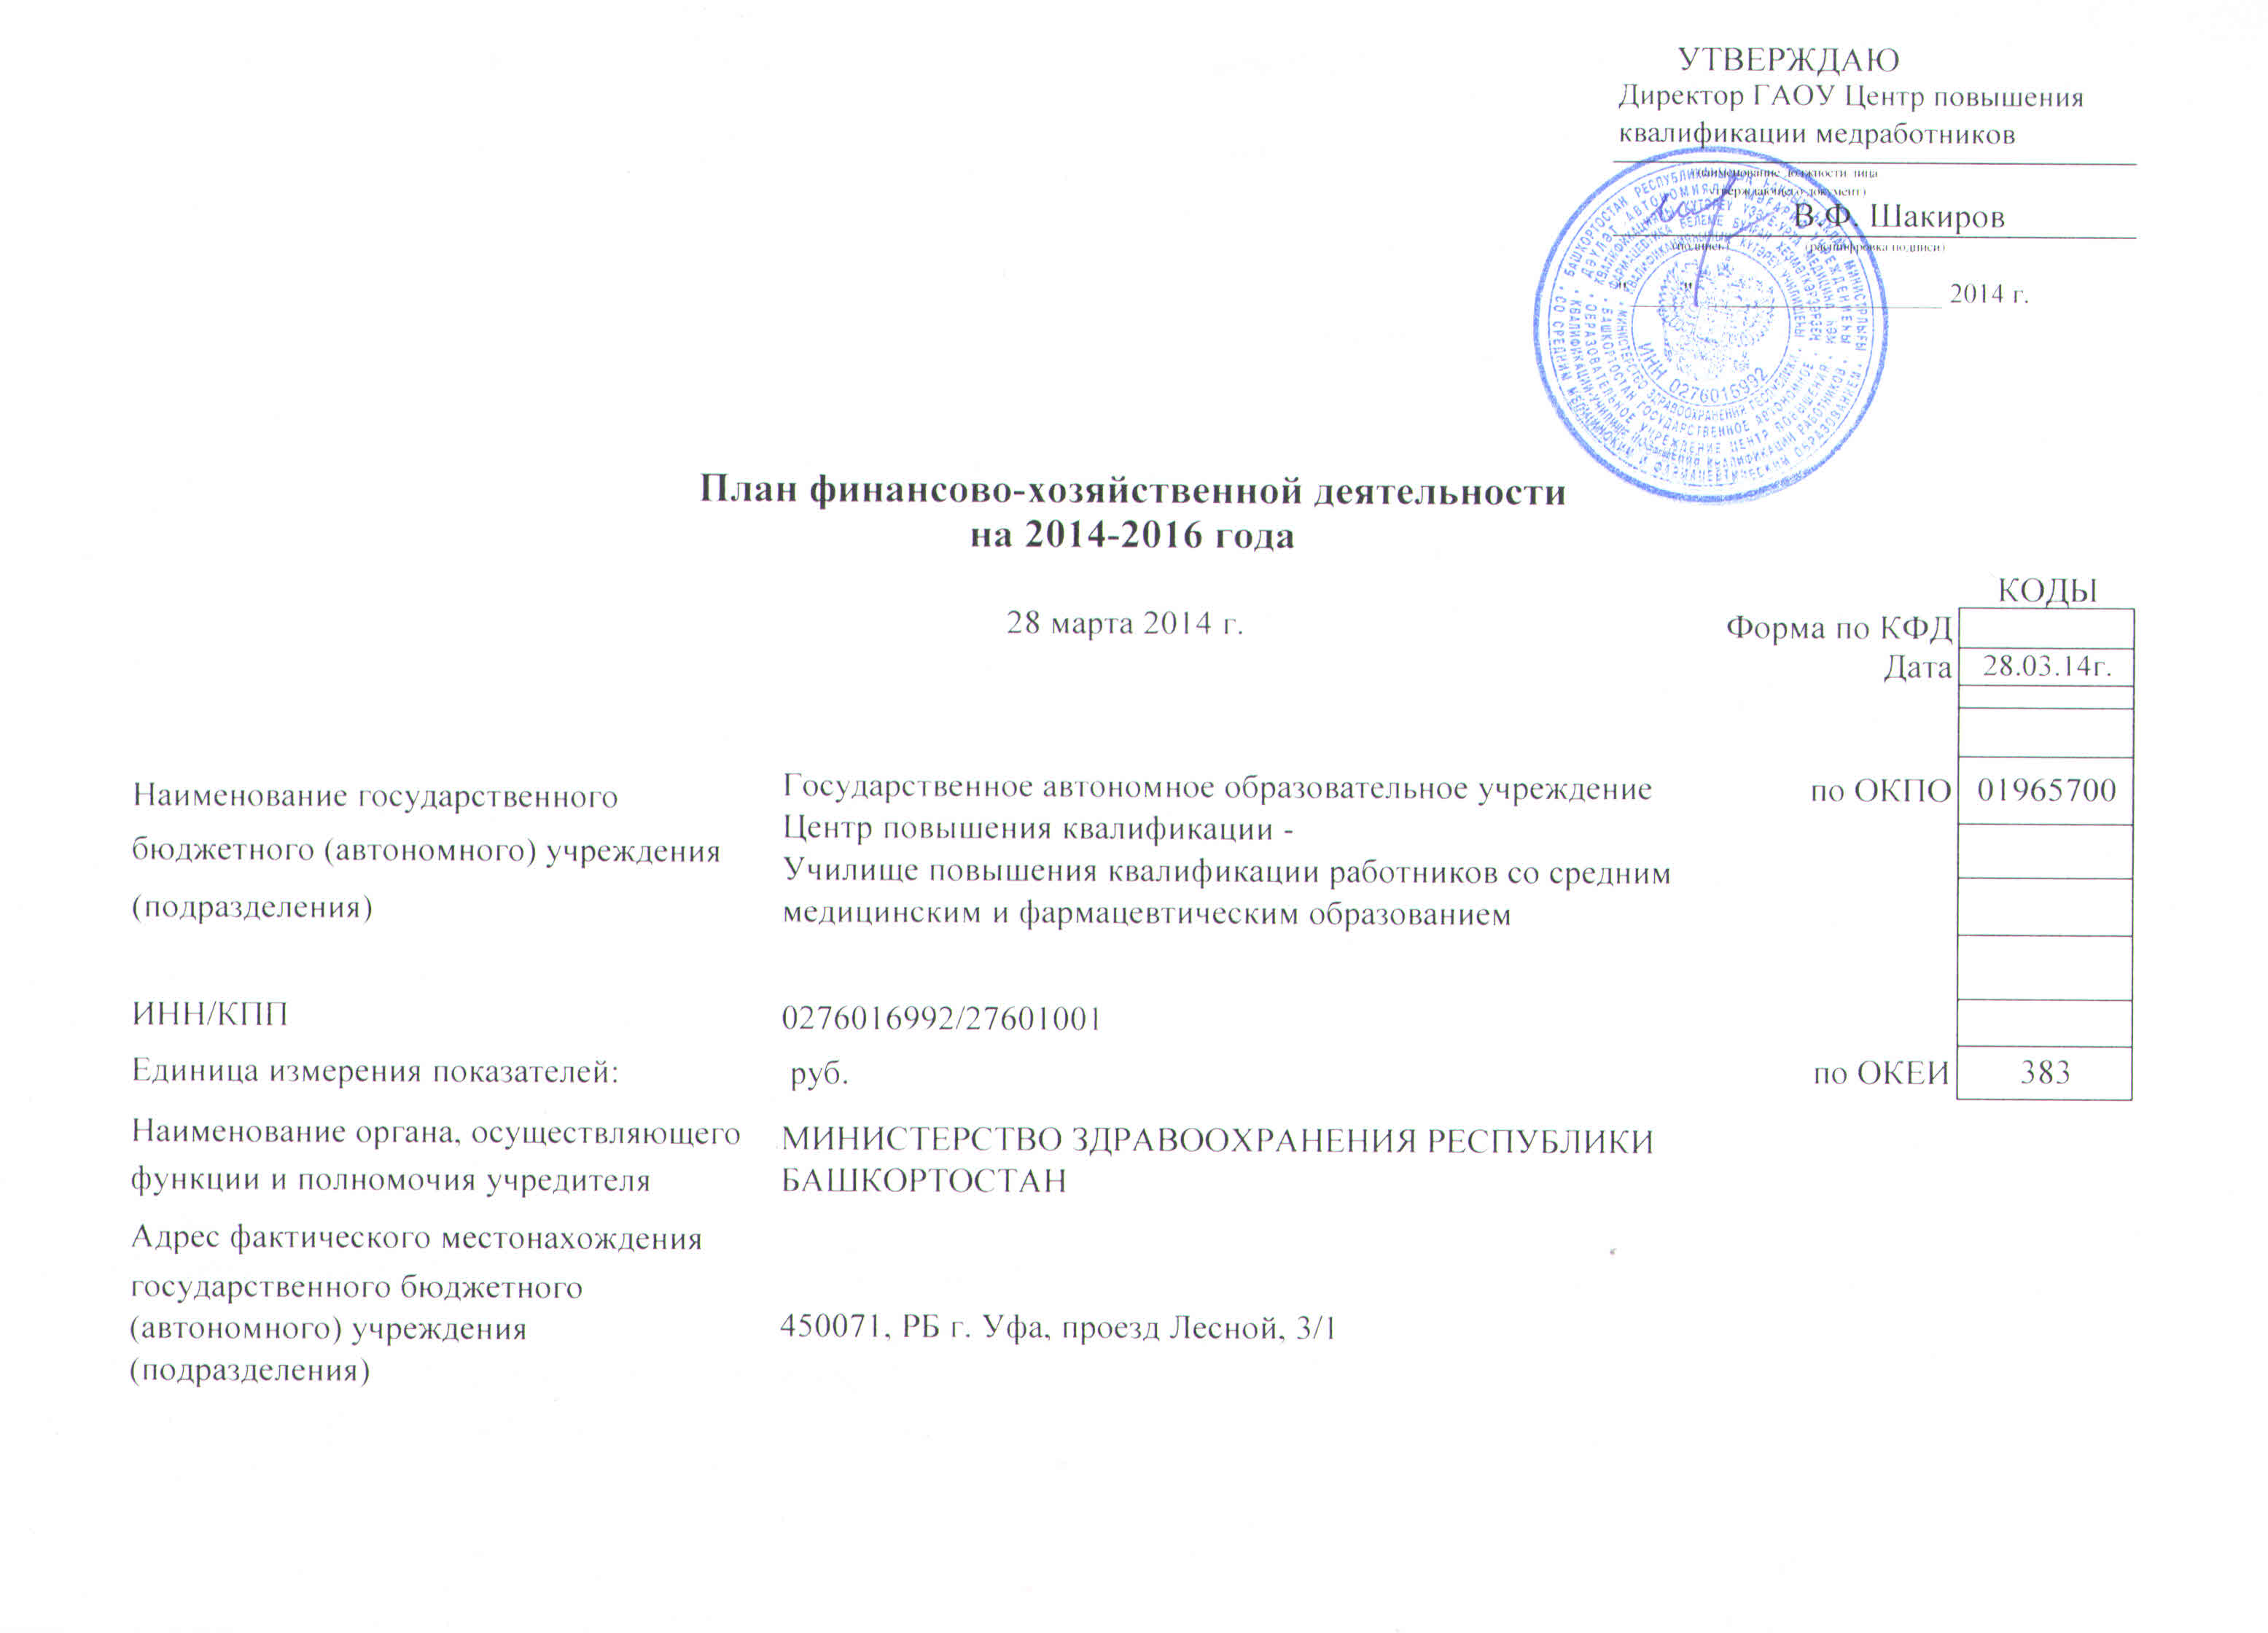 УТВЕРЖДАЮ
Директор ГАОУ Центр повышения
квалификации медработников
В.Ф. Шакиров
(расшифровка подписи)
" " 2014 г.
ИНН 0276016992
План финансово-хозяйственной деятельности
на 2014-2016 года
КОДЫ
28 марта 2014 г.
Форма по КФД
Дата 28.03.14г.
Наименование государственного
бюджетного (автономного) учреждения
(подразделения)
Государственное автономное образовательное учреждение
Центр повышения квалификации -
Училище повышения квалификации работников со средним
медицинским и фармацевтическим образованием
по ОКПО 01965700
ИНН/КПП 0276016992/27601001
Единица измерения показателей: руб. по ОКЕИ 383
Наименование органа, осуществляющего
функции и полномочия учредителя
МИНИСТЕРСТВО ЗДРАВООХРАНЕНИЯ РЕСПУБЛИКИ
БАШКОРТОСТАН
Адрес фактического местонахождения
государственного бюджетного
(автономного) учреждения
(подразделения)
450071, РБ г. Уфа, проезд Лесной, 3/1